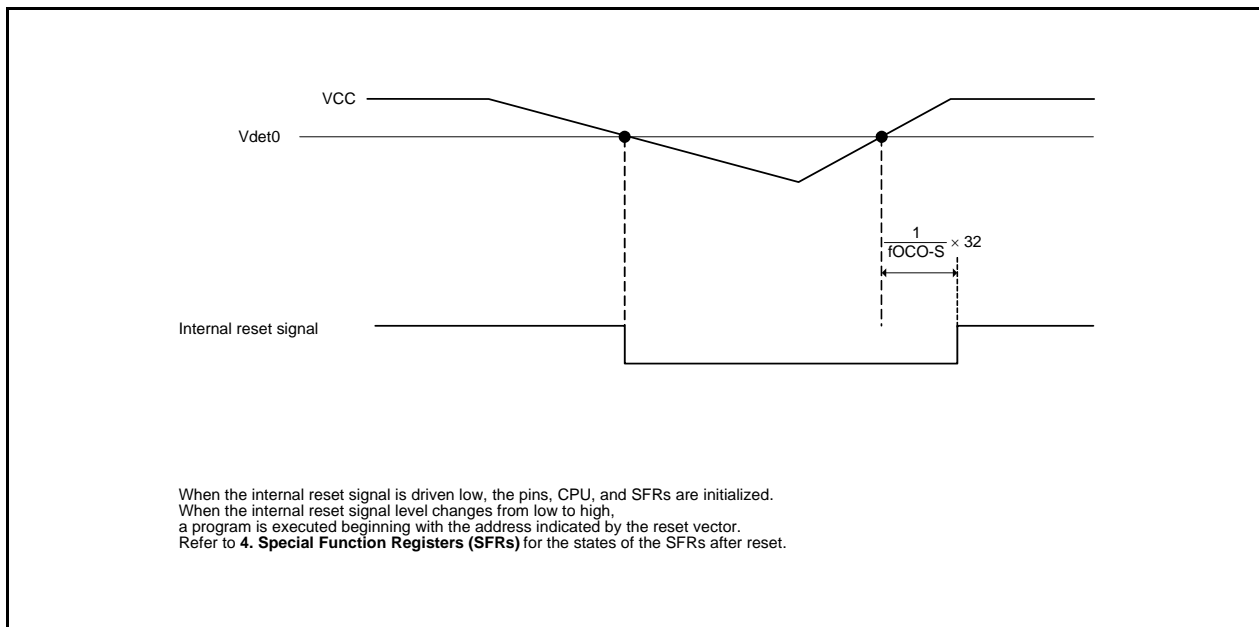 VCC
Vdet0
1
fOCO-S × 32
Internal reset signal
When the internal reset signal is driven low, the pins, CPU, and SFRs are initialized.
When the internal reset signal level changes from low to high,
a program is executed beginning with the address indicated by the reset vector.
Refer to 4. Special Function Registers (SFRs) for the states of the SFRs after reset.